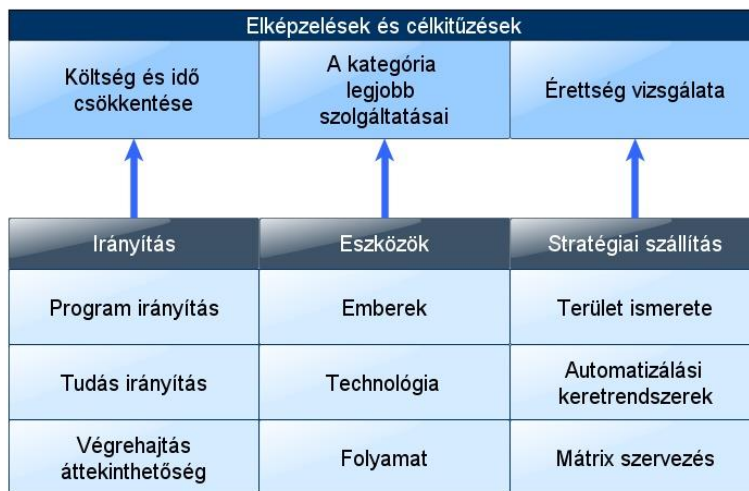 Elképzelések és célkitűzések
Költség és idő
csökkentése
A kategória
legjobb
szolgáltatásai
Érettség vizsgálata
Irányítás
Eszközök
Stratégiai szállítás
Program irányítás
Emberek
Terület ismerete
Tudás irányítás
Technológia
Automatizálási
keretrendszerek
Végrehajtás
áttekinthetőség
Folyamat
Mátrix szervezés